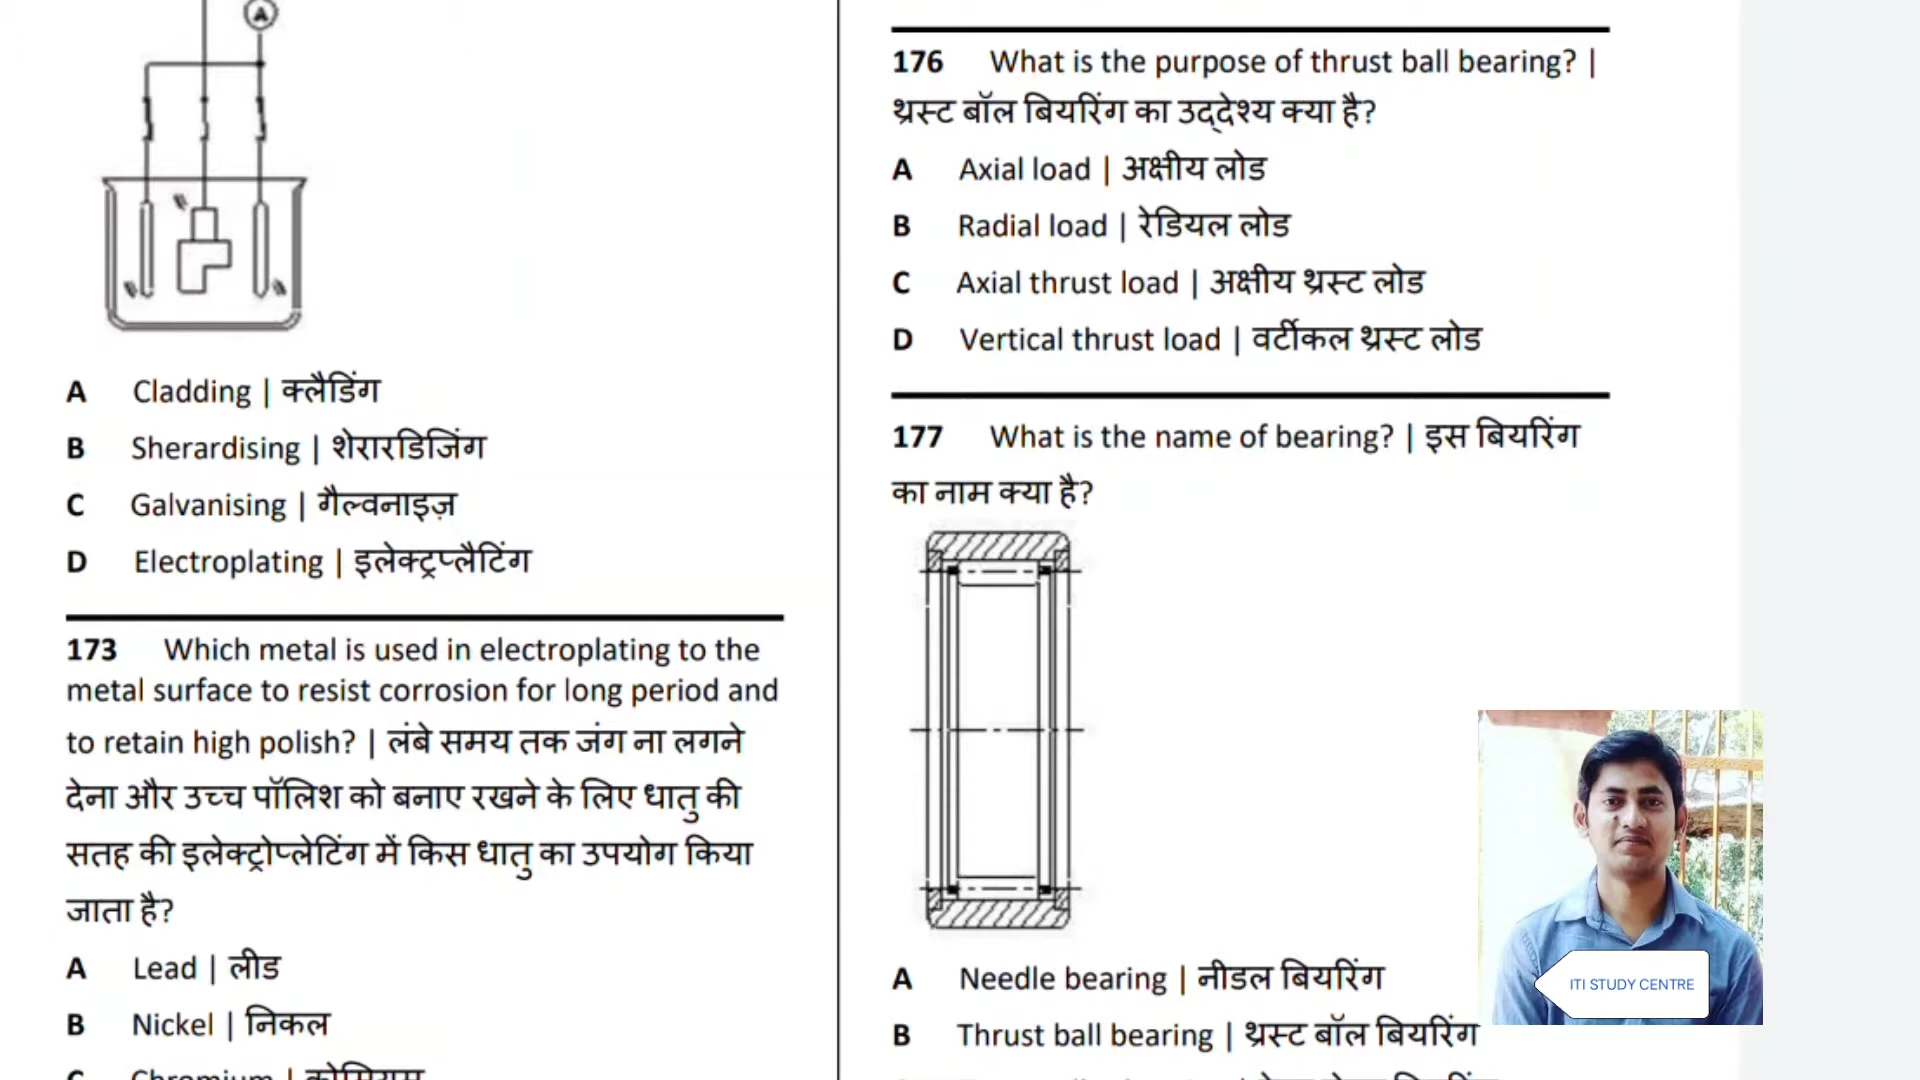 A
A Cladding | क्लैडिंग
B Sherardising | शेरारडिजिंग
C Galvanising | गैल्वनाइज़
D Electroplating | इलेक्ट्रप्लैटिंग
173 Which metal is used in electroplating to the
metal surface to resist corrosion for long period and
to retain high polish? | लंबे समय तक जंग ना लगने
देना और उच्च पॉलिश को बनाए रखने के लिए धातु की
सतह की इलेक्ट्रोप्लेटिंग में किस धातु का उपयोग किया
जाता है?
A Lead | लीड
B Nickel | निकल
C Chromium | क्रोमियम
176 What is the purpose of thrust ball bearing? |
थ्रस्ट बॉल बियरिंग का उद्देश्य क्या है?
A Axial load | अक्षीय लोड
B Radial load | रेडियल लोड
C Axial thrust load | अक्षीय थ्रस्ट लोड
D Vertical thrust load | वर्टीकल थ्रस्ट लोड
177 What is the name of bearing? | इस बियरिंग
का नाम क्या है?
A Needle bearing | नीडल बियरिंग
B Thrust ball bearing | थ्रस्ट बॉल बियरिंग
ITI STUDY CENTRE